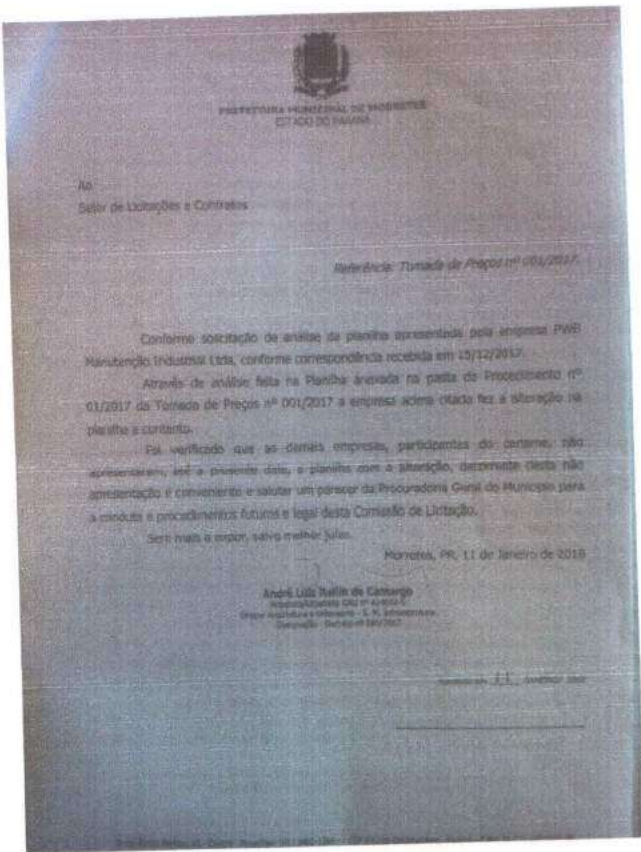 PREFEITURA MUNICIPAL DE MORRETES
ESTADO DO PARANÁ
Ao
Setor de Licitações e Contratos
Referência: Tomada de Preços nº 001/2017.
Conforme solicitação de análise da planilha apresentada pela empresa PWB
Manutenção Industrial Ltda, conforme correspondência recebida em 15/12/2017.
Através de análise feita na Planilha anexada na pasta do Procedimento nº
01/2017 da Tomada de Preços nº 001/2017 a empresa acima citada fez a alteração na
planilha a contento.
Foi verificado que as demais empresas, participantes do certame, não
apresentaram, até a presente data, a planilha com a alteração, decorrente desta não
apresentação é conveniente e salutar um parecer da Procuradoria Geral do Município para
a conduta e procedimentos futuros e legal desta Comissão de Licitação.
Sem mais a expor, salvo melhor juízo.
Morretes, PR, 11 de Janeiro de 2018
André Luis de Camargo
11